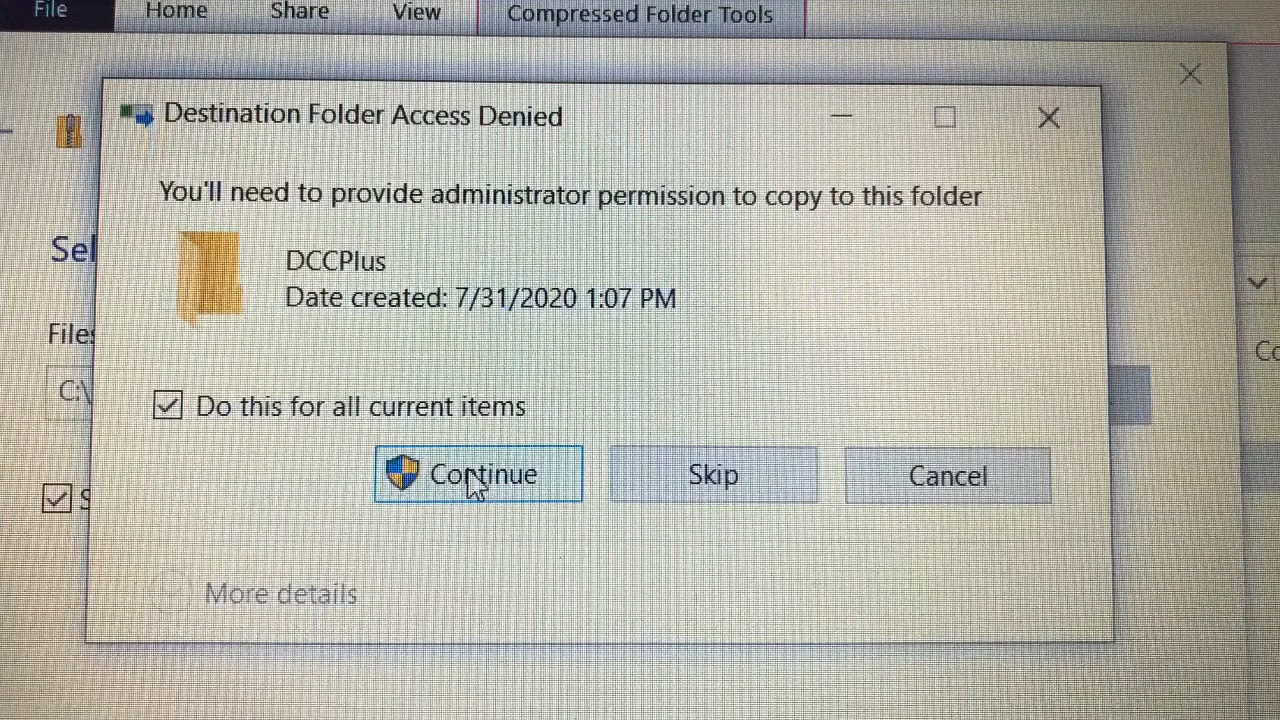 File Home Share View Compressed Folder Tools
Destination Folder Access Denied
You'll need to provide administrator permission to copy to this folder
Sel
DCCPlus
Date created: 7/31/2020 1:07 PM
File
C:\
Do this for all current items
Continue Skip Cancel
S
More details